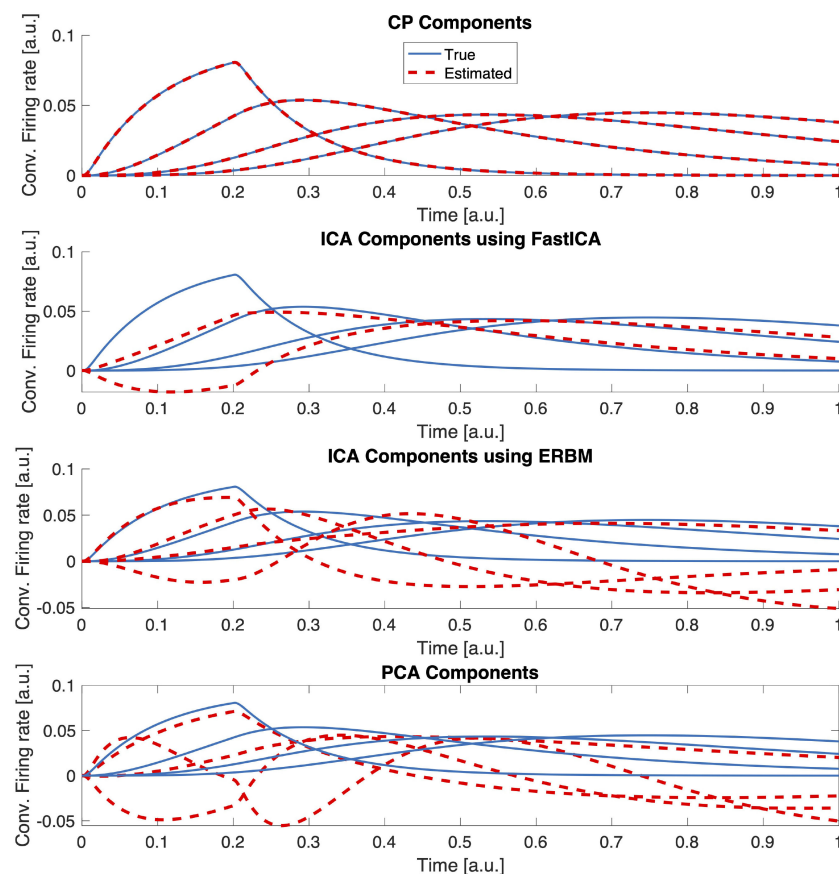 CP Components
Conv. Firing rate [a.u.]
0.1
0.05
0
True
Estimated
0 0.1 0.2 0.3 0.4 0.5 0.6 0.7 0.8 0.9 1
Time [a.u.]
ICA Components using FastICA
Conv. Firing rate [a.u.]
0.1
0.05
0
0 0.1 0.2 0.3 0.4 0.5 0.6 0.7 0.8 0.9 1
Time [a.u.]
ICA Components using ERBM
Conv. Firing rate [a.u.]
0.1
0.05
0
-0.05
0 0.1 0.2 0.3 0.4 0.5 0.6 0.7 0.8 0.9 1
Time [a.u.]
PCA Components
Conv. Firing rate [a.u.]
0.1
0.05
0
-0.05
0 0.1 0.2 0.3 0.4 0.5 0.6 0.7 0.8 0.9 1
Time [a.u.]